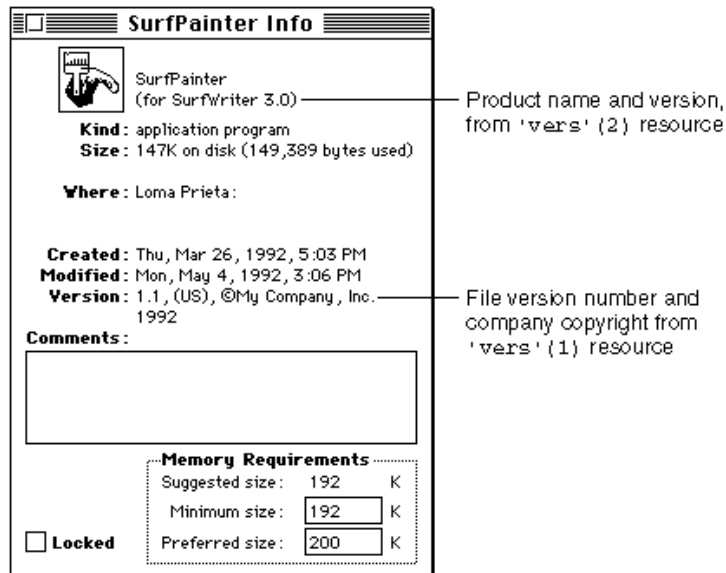 SurfPainter Info
SurfPainter
(for SurfWriter 3.0)
Product name and version,
from 'vers' (2) resource
Kind: application program
Size: 147K on disk (149,389 bytes used)
Where: Loma Prieta:
Created: Thu, Mar 26, 1992, 5:03 PM
Modified: Mon, May 4, 1992, 3:06 PM
Version: 1.1, (US), ©My Company, Inc.
1992
File version number and
company copyright from
'vers' (1) resource
Comments:
Memory Requirements
Suggested size: 192 K
Minimum size: 192 K
Locked
Preferred size: 200 K